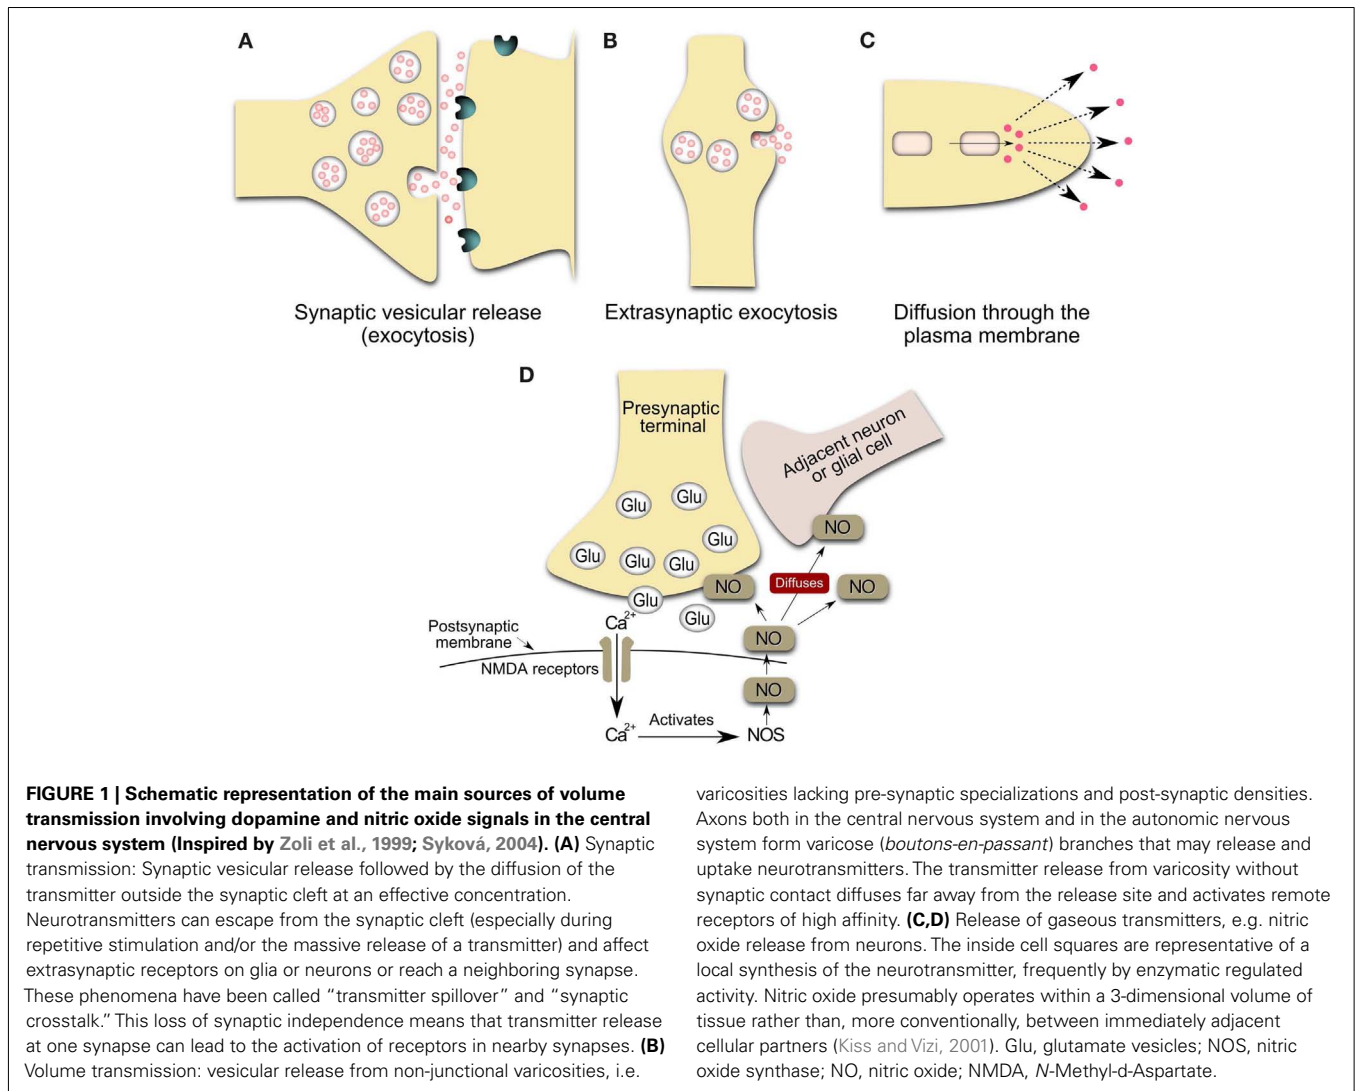 A
B
C
Synaptic vesicular release
(exocytosis)
Extrasynaptic exocytosis
Diffusion through the
plasma membrane
D
Presynaptic
terminal
Adjacent neuron
or glial cell
Glu
Glu
NO
Glu
Glu
Glu
Glu
Diffuses
NO
NO
Glu
Glu
Ca2+
Postsynaptic
membrane
NO
NMDA receptors
NO
Ca2+
Activates
NOS
FIGURE 1 | Schematic representation of the main sources of volume
transmission involving dopamine and nitric oxide signals in the central
nervous system (Inspired by Zoli et al., 1999; Syková, 2004). (A) Synaptic
transmission: Synaptic vesicular release followed by the diffusion of the
transmitter outside the synaptic cleft at an effective concentration.
Neurotransmitters can escape from the synaptic cleft (especially during
repetitive stimulation and/or the massive release of a transmitter) and affect
extrasynaptic receptors on glia or neurons or reach a neighboring synapse.
These phenomena have been called “transmitter spillover” and “synaptic
crosstalk.” This loss of synaptic independence means that transmitter release
at one synapse can lead to the activation of receptors in nearby synapses. (B)
Volume transmission: vesicular release from non-junctional varicosities, i.e.
varicosities lacking pre-synaptic specializations and post-synaptic densities.
Axons both in the central nervous system and in the autonomic nervous
system form varicose (boutons-en-passant) branches that may release and
uptake neurotransmitters. The transmitter release from varicosity without
synaptic contact diffuses far away from the release site and activates remote
receptors of high affinity. (C,D) Release of gaseous transmitters, e.g. nitric
oxide release from neurons. The inside cell squares are representative of a
local synthesis of the neurotransmitter, frequently by enzymatic regulated
activity. Nitric oxide presumably operates within a 3-dimensional volume of
tissue rather than, more conventionally, between immediately adjacent
cellular partners (Kiss and Vizi, 2001). Glu, glutamate vesicles; NOS, nitric
oxide synthase; NO, nitric oxide; NMDA, N-Methyl-d-Aspartate.